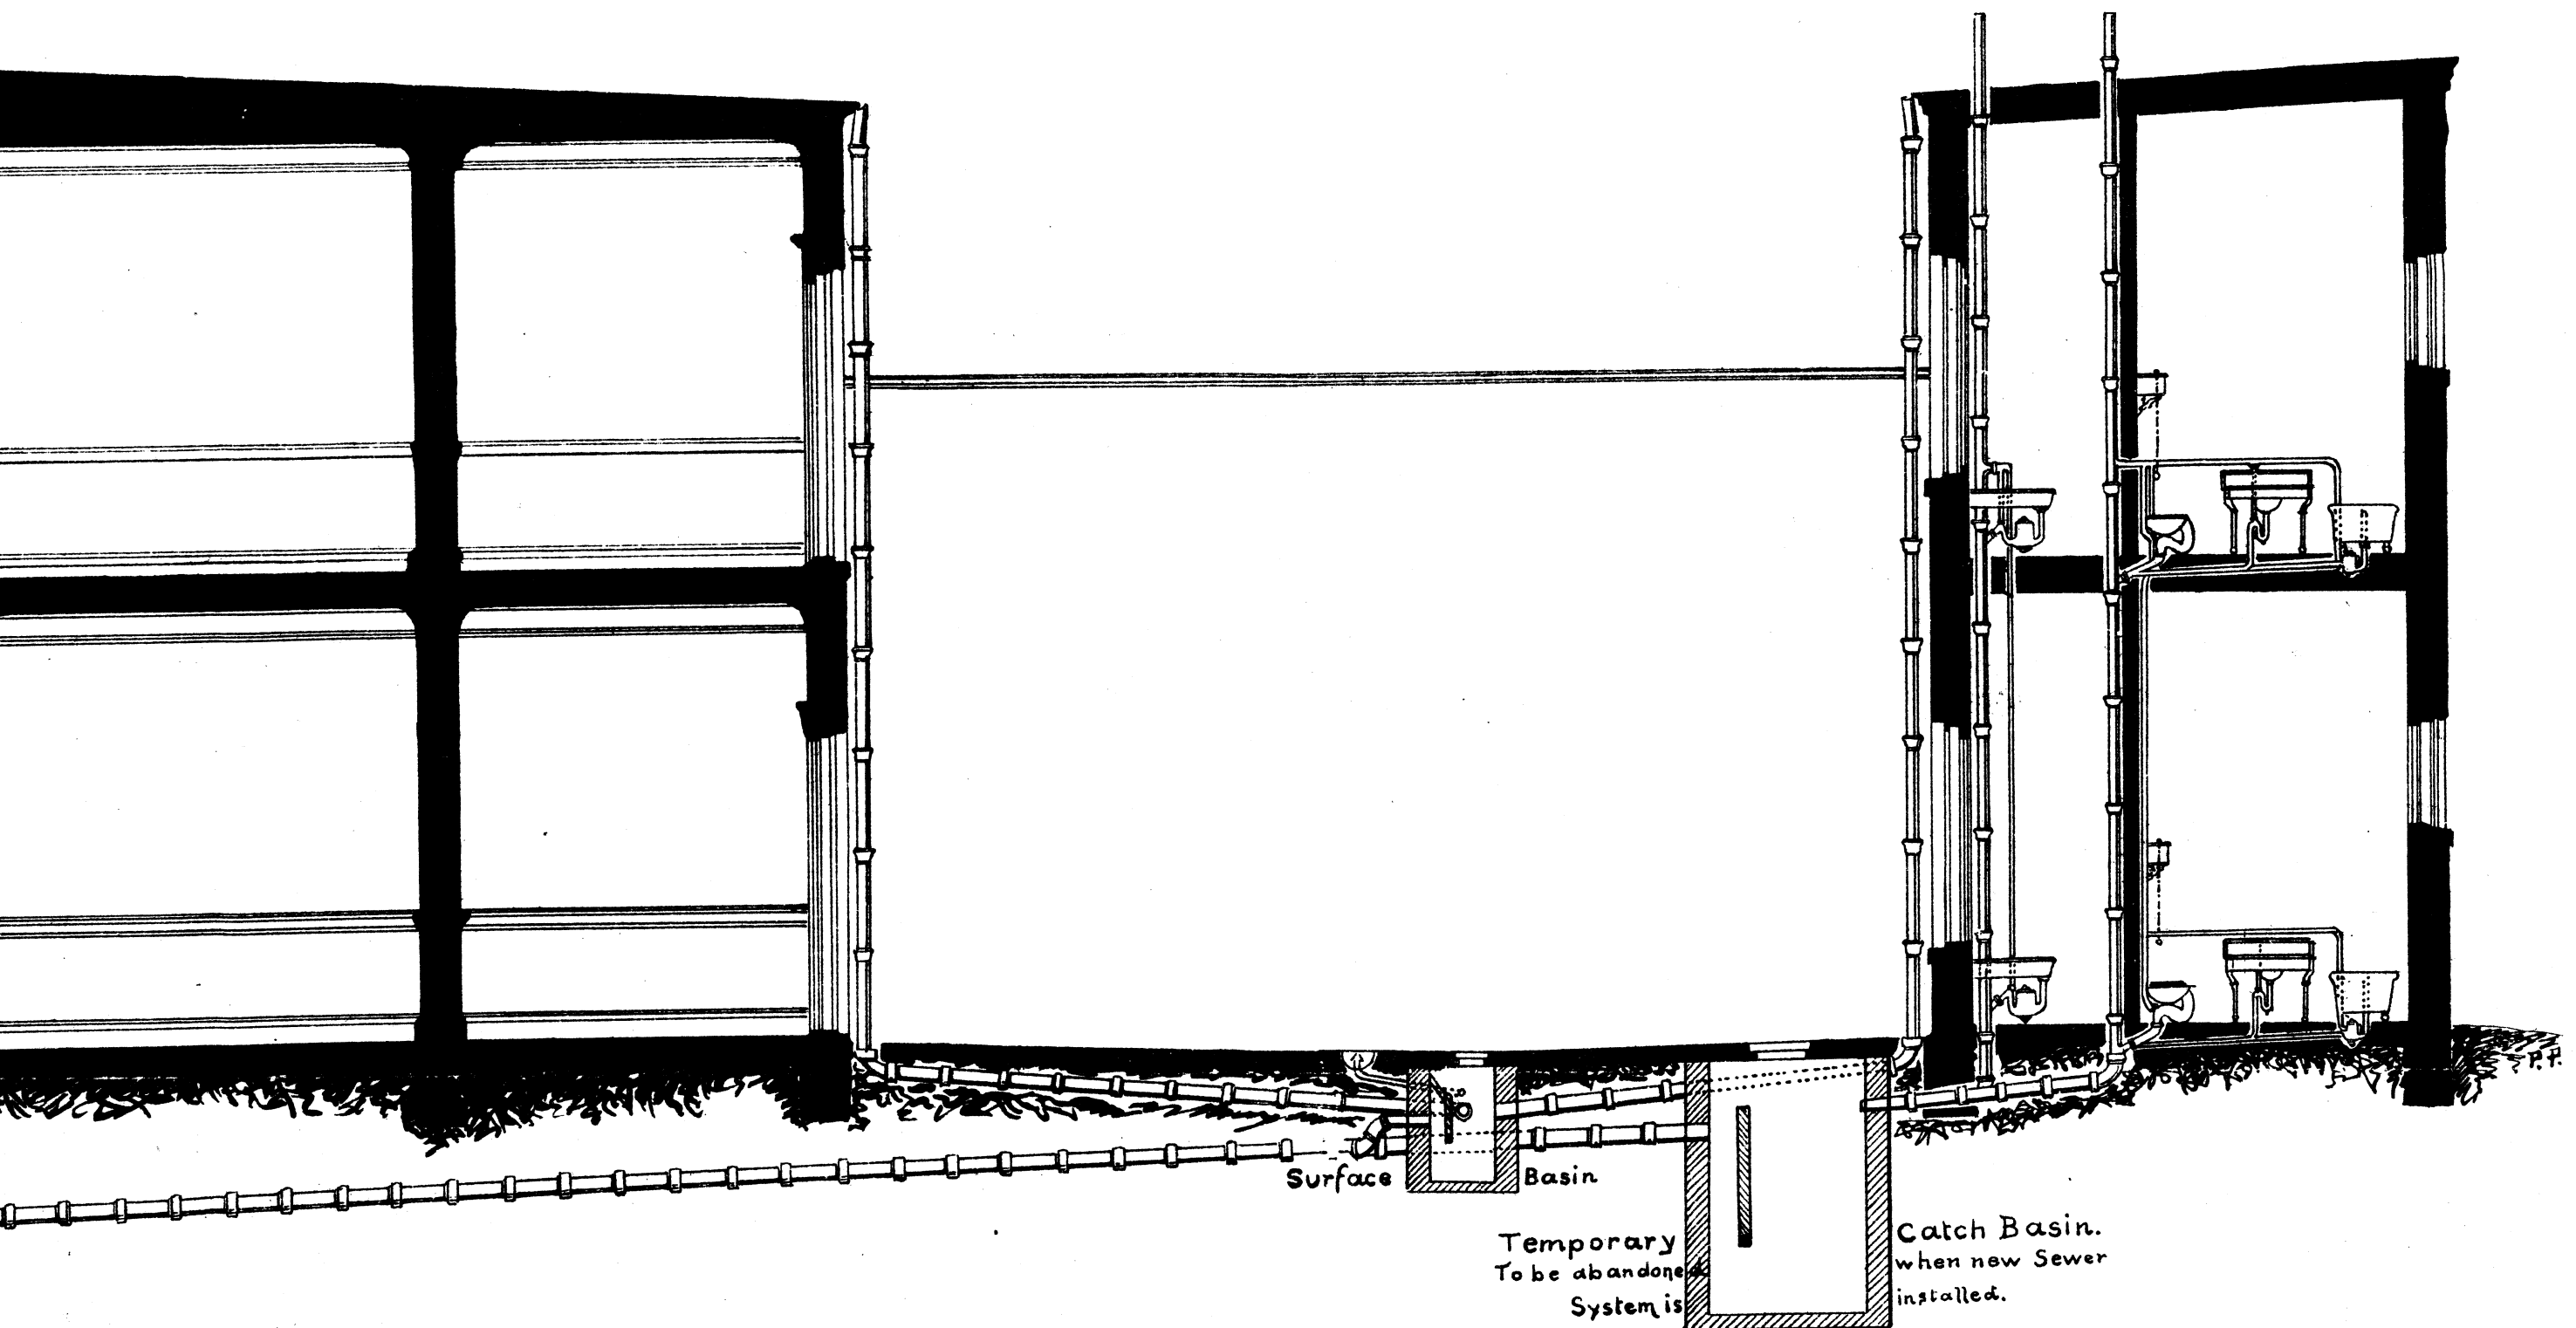 Surface Basin
Temporary Catch Basin.
To be abandoned when new Sewer
System is installed.
P.P.